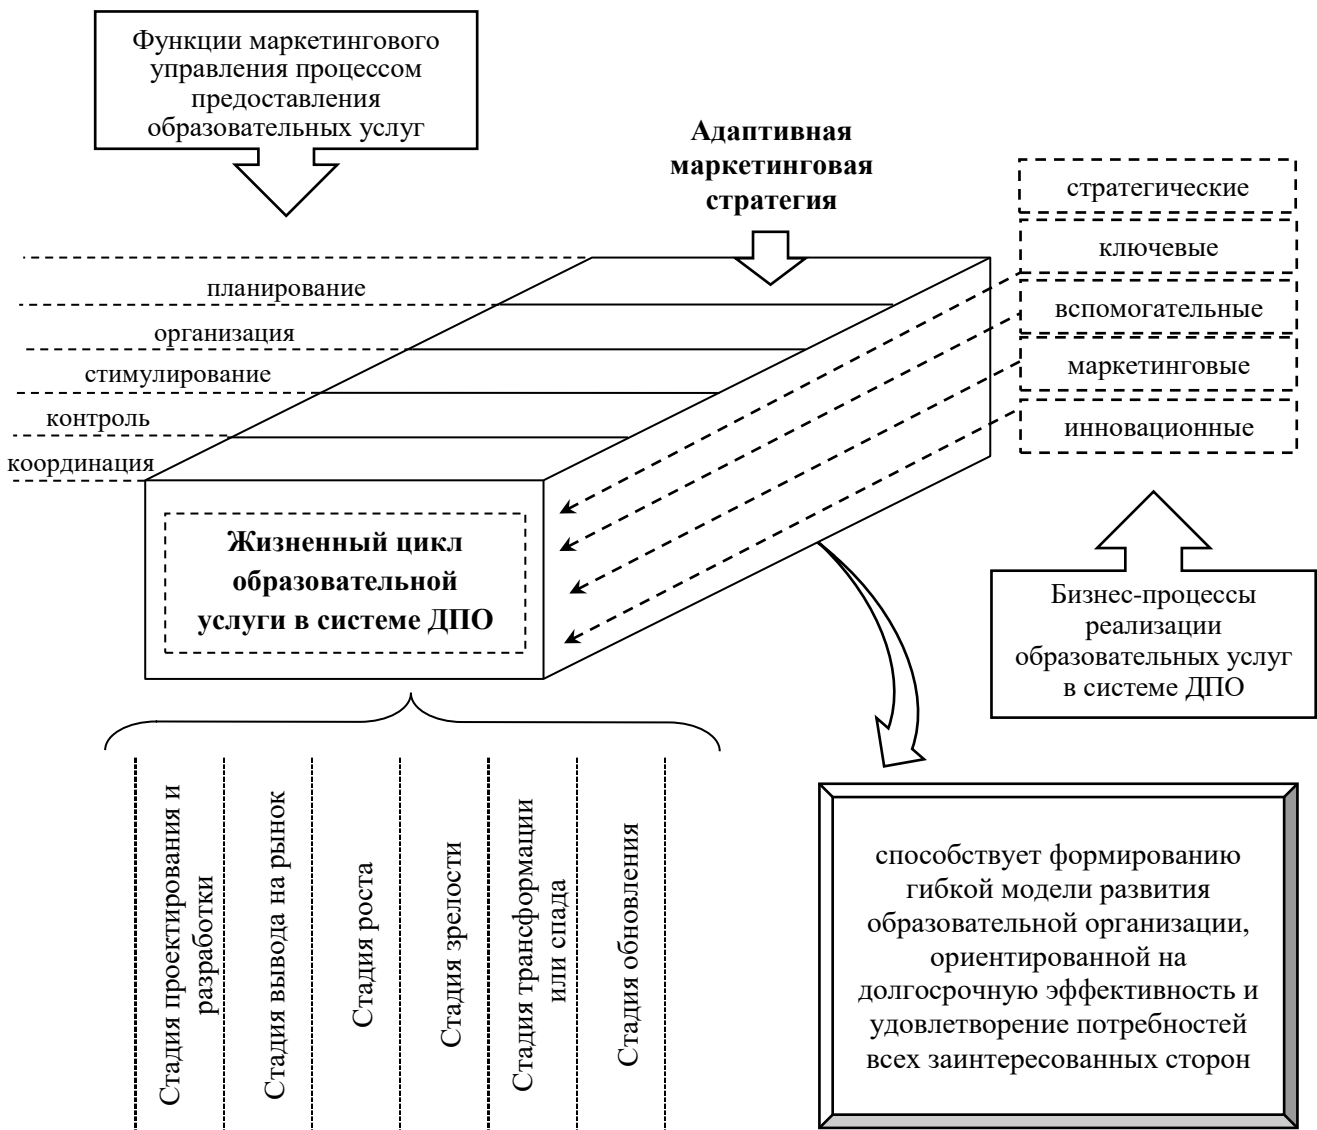 Функции маркетингового
управления процессом
предоставления
образовательных услуг
Адаптивная
маркетинговая
стратегия
стратегические
ключевые
вспомогательные
маркетинговые
инновационные
планирование
организация
стимулирование
контроль
координация
Жизненный цикл
образовательной
услуги в системе ДПО
Бизнес-процессы
реализации
образовательных услуг
в системе ДПО
Стадия проектирования и
разработки
Стадия вывода на рынок
Стадия роста
Стадия зрелости
Стадия трансформации
или спада
Стадия обновления
способствует формированию
гибкой модели развития
образовательной организации,
ориентированной на
долгосрочную эффективность и
удовлетворение потребностей
всех заинтересованных сторон